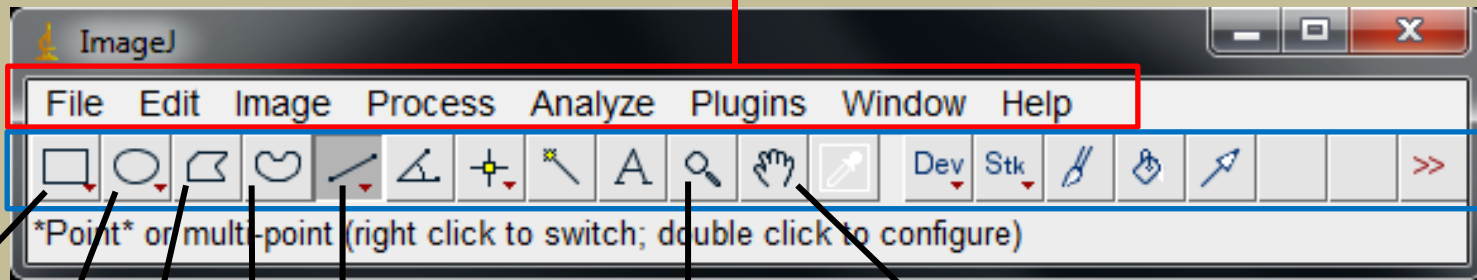 ImageJ
File Edit Image Process Analyze Plugins Window Help
A Dev Stk >>
*Point* or multi-point (right click to switch; double click to configure)